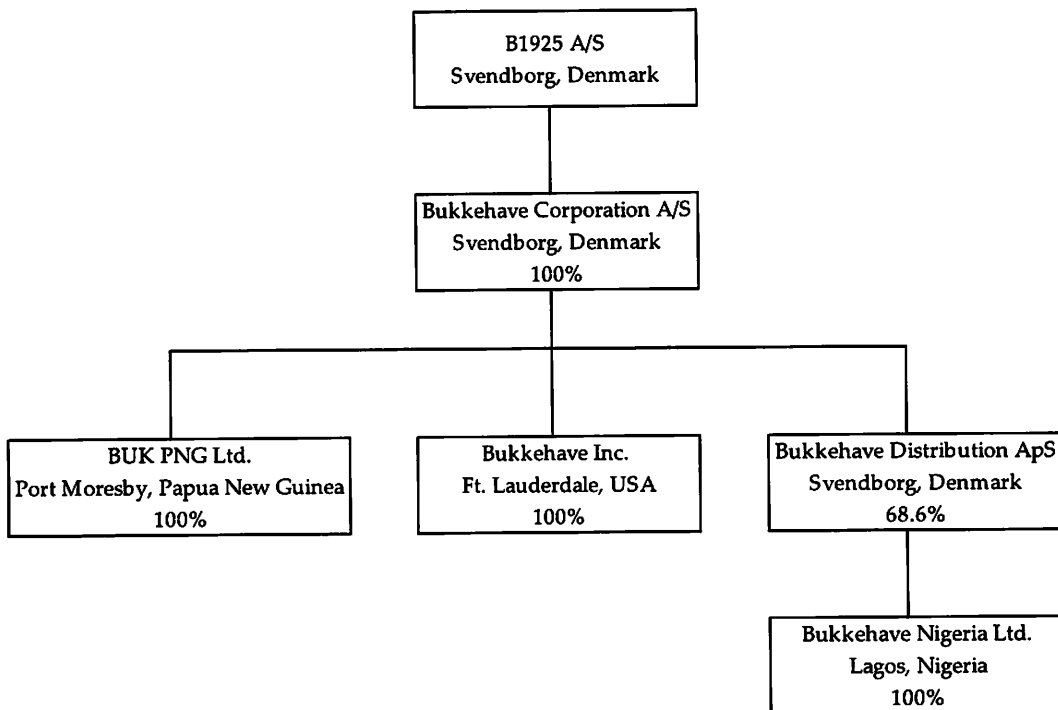 B1925 A/S
Svendborg, Denmark
Bukkehave Corporation A/S
Svendborg, Denmark
100%
BUK PNG Ltd.
Port Moresby, Papua New Guinea
100%
Bukkehave Inc.
Ft. Lauderdale, USA
100%
Bukkehave Distribution ApS
Svendborg, Denmark
68.6%
Bukkehave Nigeria Ltd.
Lagos, Nigeria
100%